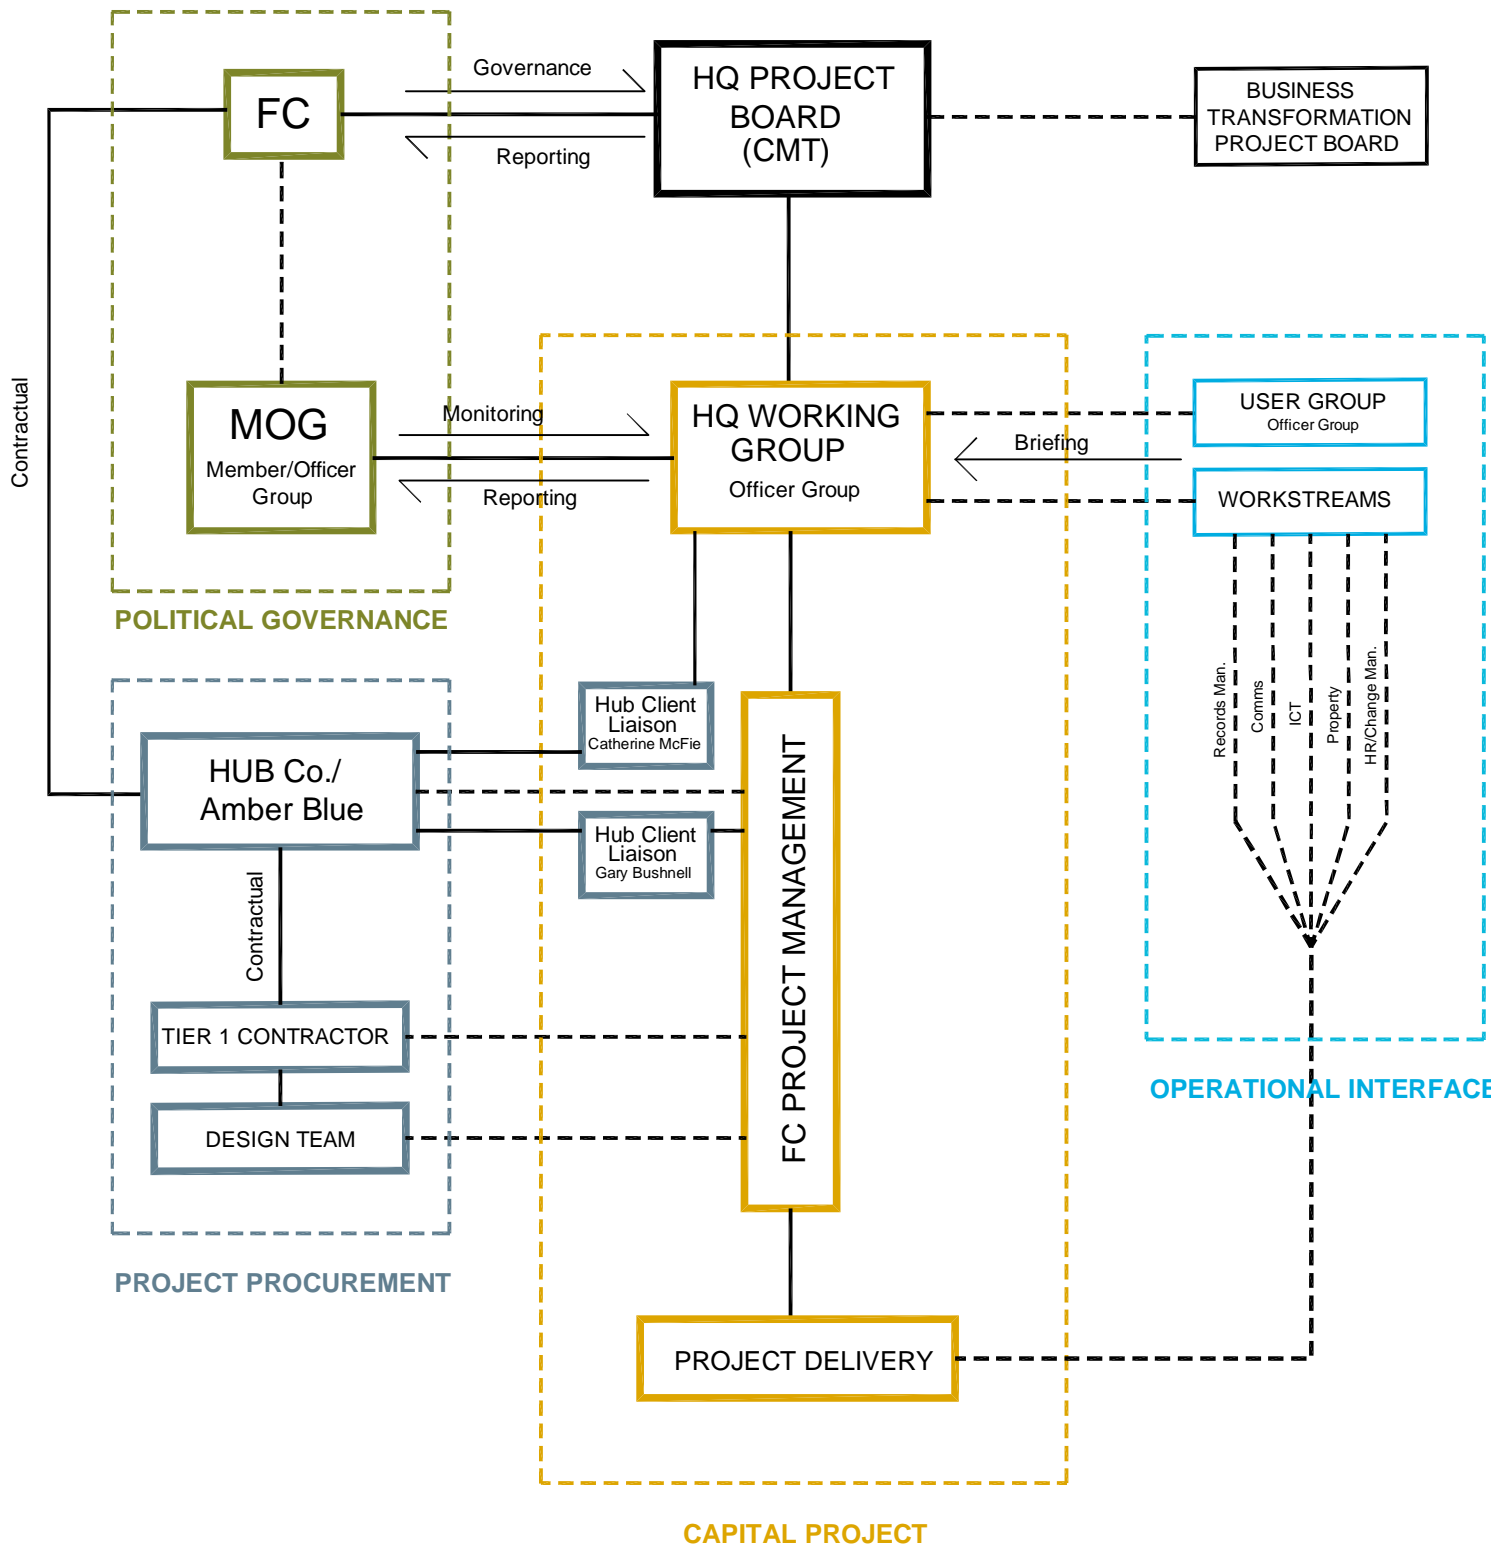 Governance
HQ PROJECT
BOARD
(CMT)
FC
Reporting
BUSINESS
TRANSFORMATION
PROJECT BOARD
Contractual
MOG
Member/Officer
Group
Monitoring
Reporting
HQ WORKING
GROUP
Officer Group
Briefing
USER GROUP
Officer Group
WORKSTREAMS
POLITICAL GOVERNANCE
Records Man.
Comms
ICT
Property
HR/Change Man.
Hub Client
Liaison
Catherine McFie
HUB Co./
Amber Blue
Hub Client
Liaison
Gary Bushnell
FC PROJECT MANAGEMENT
Contractual
TIER 1 CONTRACTOR
DESIGN TEAM
OPERATIONAL INTERFACE
PROJECT PROCUREMENT
PROJECT DELIVERY
CAPITAL PROJECT